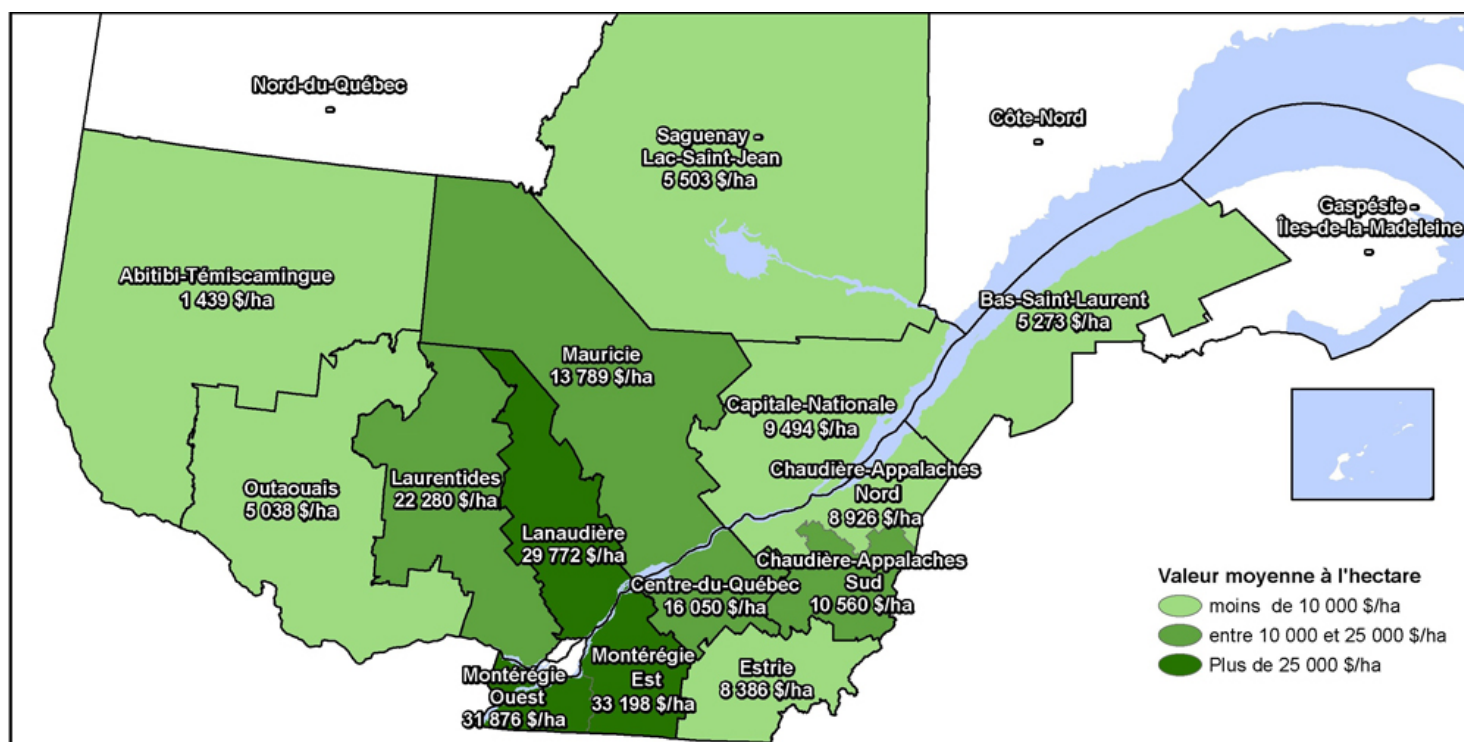 Nord-du-Québec
-
Côte-Nord
-
Saguenay -
Lac-Saint-Jean
5 503 $/ha
Gaspésie -
Îles-de-la-Madeleine
-
Abitibi-Témiscamingue
1 439 $/ha
Bas-Saint-Laurent
5 273 $/ha
Mauricie
13 789 $/ha
Capitale-Nationale
9 494 $/ha
Outaouais
5 038 $/ha
Laurentides
22 280 $/ha
Chaudière-Appalaches
Nord
8 926 $/ha
Lanaudière
29 772 $/ha
Centre-du-Québec
16 050 $/ha
Chaudière-Appalaches
Sud
10 560 $/ha
Montérégie
Ouest
31 876 $/ha
Montérégie
Est
33 198 $/ha
Estrie
8 386 $/ha
Valeur moyenne à l'hectare
moins de 10 000 $/ha
entre 10 000 et 25 000 $/ha
Plus de 25 000 $/ha